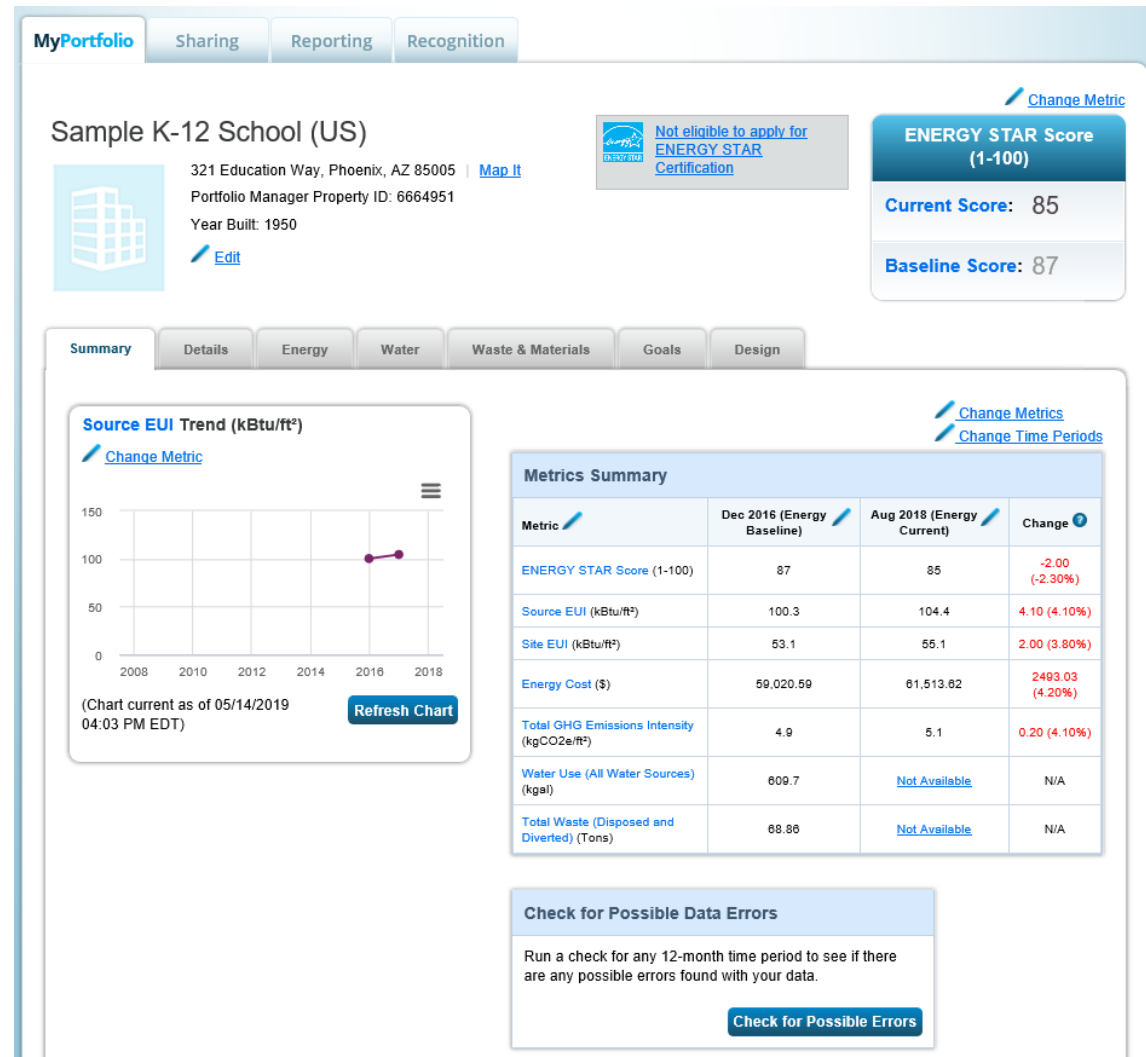 MyPortfolio
Sharing
Reporting
Recognition
Change Metric
Sample K-12 School (US)
321 Education Way, Phoenix, AZ 85005 | Map It
Portfolio Manager Property ID: 6664951
Year Built: 1950
Edit
ENERGY STAR
Not eligible to apply for
ENERGY STAR
Certification
ENERGY STAR Score
(1-100)
Current Score: 85
Baseline Score: 87
Summary
Details
Energy
Water
Waste & Materials
Goals
Design
Source EUI Trend (kBtu/ft²)
Change Metric
150
100
50
0
2008 2010 2012 2014 2016 2018
(Chart current as of 05/14/2019
04:03 PM EDT)
Refresh Chart
Change Metrics
Change Time Periods
Metrics Summary
Metric
Dec 2016 (Energy
Baseline)
Aug 2018 (Energy
Current)
Change ?
ENERGY STAR Score (1-100)
87
85
-2.00
(-2.30%)
Source EUI (kBtu/ft²)
100.3
104.4
4.10 (4.10%)
Site EUI (kBtu/ft²)
53.1
55.1
2.00 (3.80%)
Energy Cost ($)
59,020.59
61,513.62
2493.03
(4.20%)
Total GHG Emissions Intensity
(kgCO2e/ft²)
4.9
5.1
0.20 (4.10%)
Water Use (All Water Sources)
(kgal)
609.7
Not Available
N/A
Total Waste (Disposed and
Diverted) (Tons)
68.86
Not Available
N/A
Check for Possible Data Errors
Run a check for any 12-month time period to see if there
are any possible errors found with your data.
Check for Possible Errors